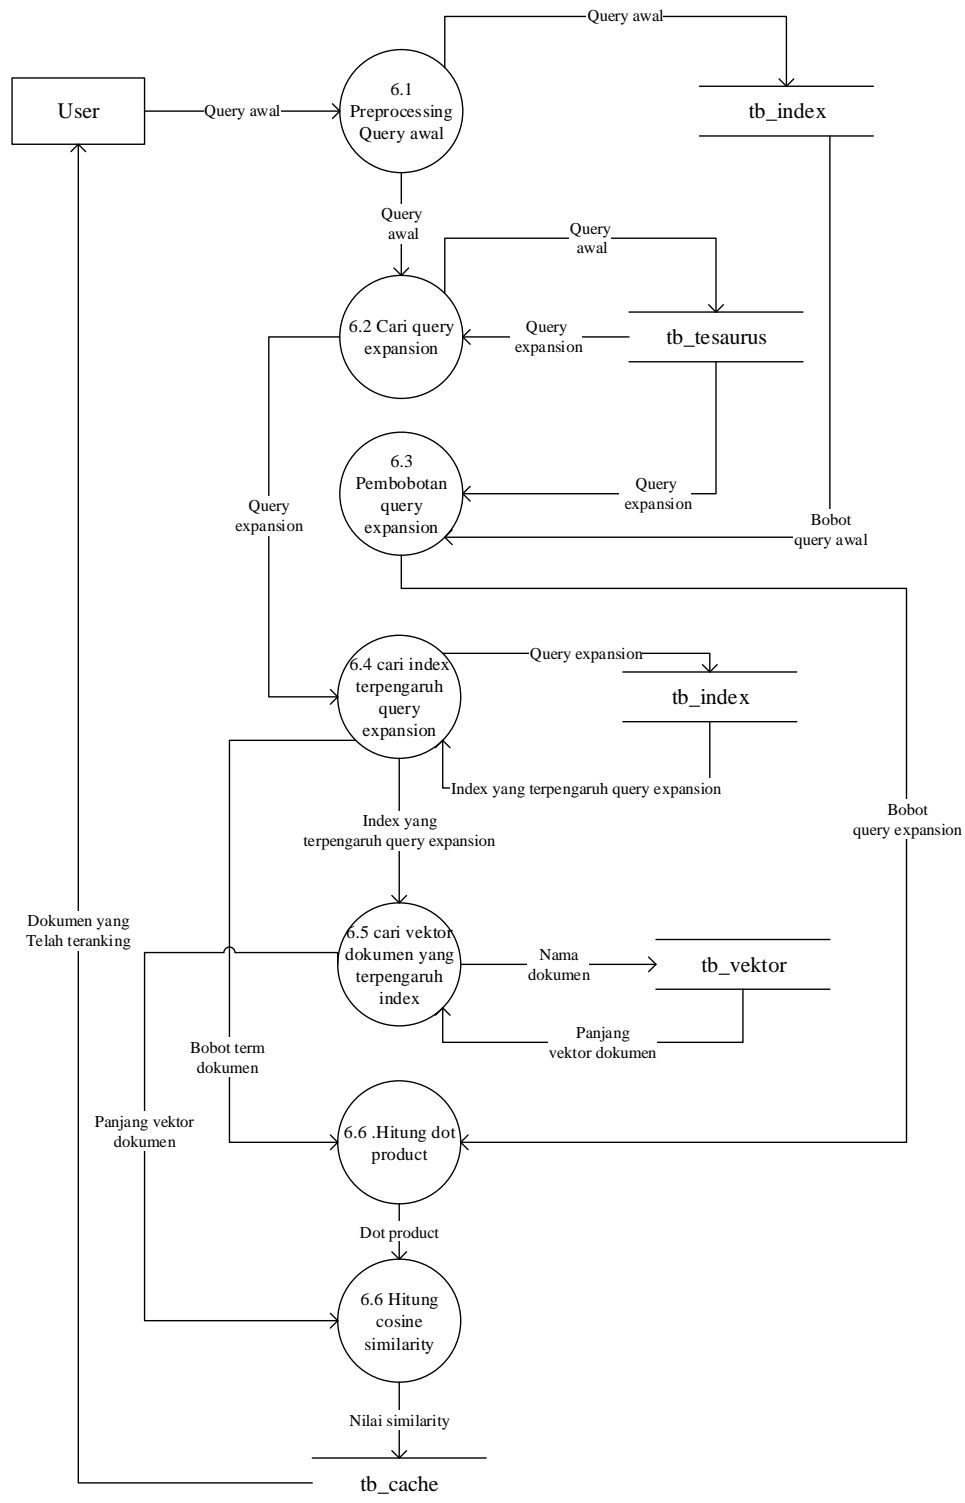 Query awal
6.1
Preprocessing
Query awal
User
Query awal
tb_index
Query
awal
Query
awal
6.2 Cari query
expansion
Query
expansion
tb_tesaurus
6.3
Pembobotan
query
expansion
Query
expansion
Query
expansion
Bobot
query awal
6.4 cari index
terpengaruh
query
expansion
Query expansion
tb_index
Index yang terpengaruh query expansion
Index yang
terpengaruh query expansion
Bobot
query expansion
Dokumen yang
Telah teranking
6.5 cari vektor
dokumen yang
terpengaruh
index
Nama
dokumen
tb_vektor
Panjang
vektor dokumen
Bobot term
dokumen
Panjang vektor
dokumen
6.6 .Hitung dot
product
Dot product
6.6 Hitung
cosine
similarity
Nilai similarity
tb_cache